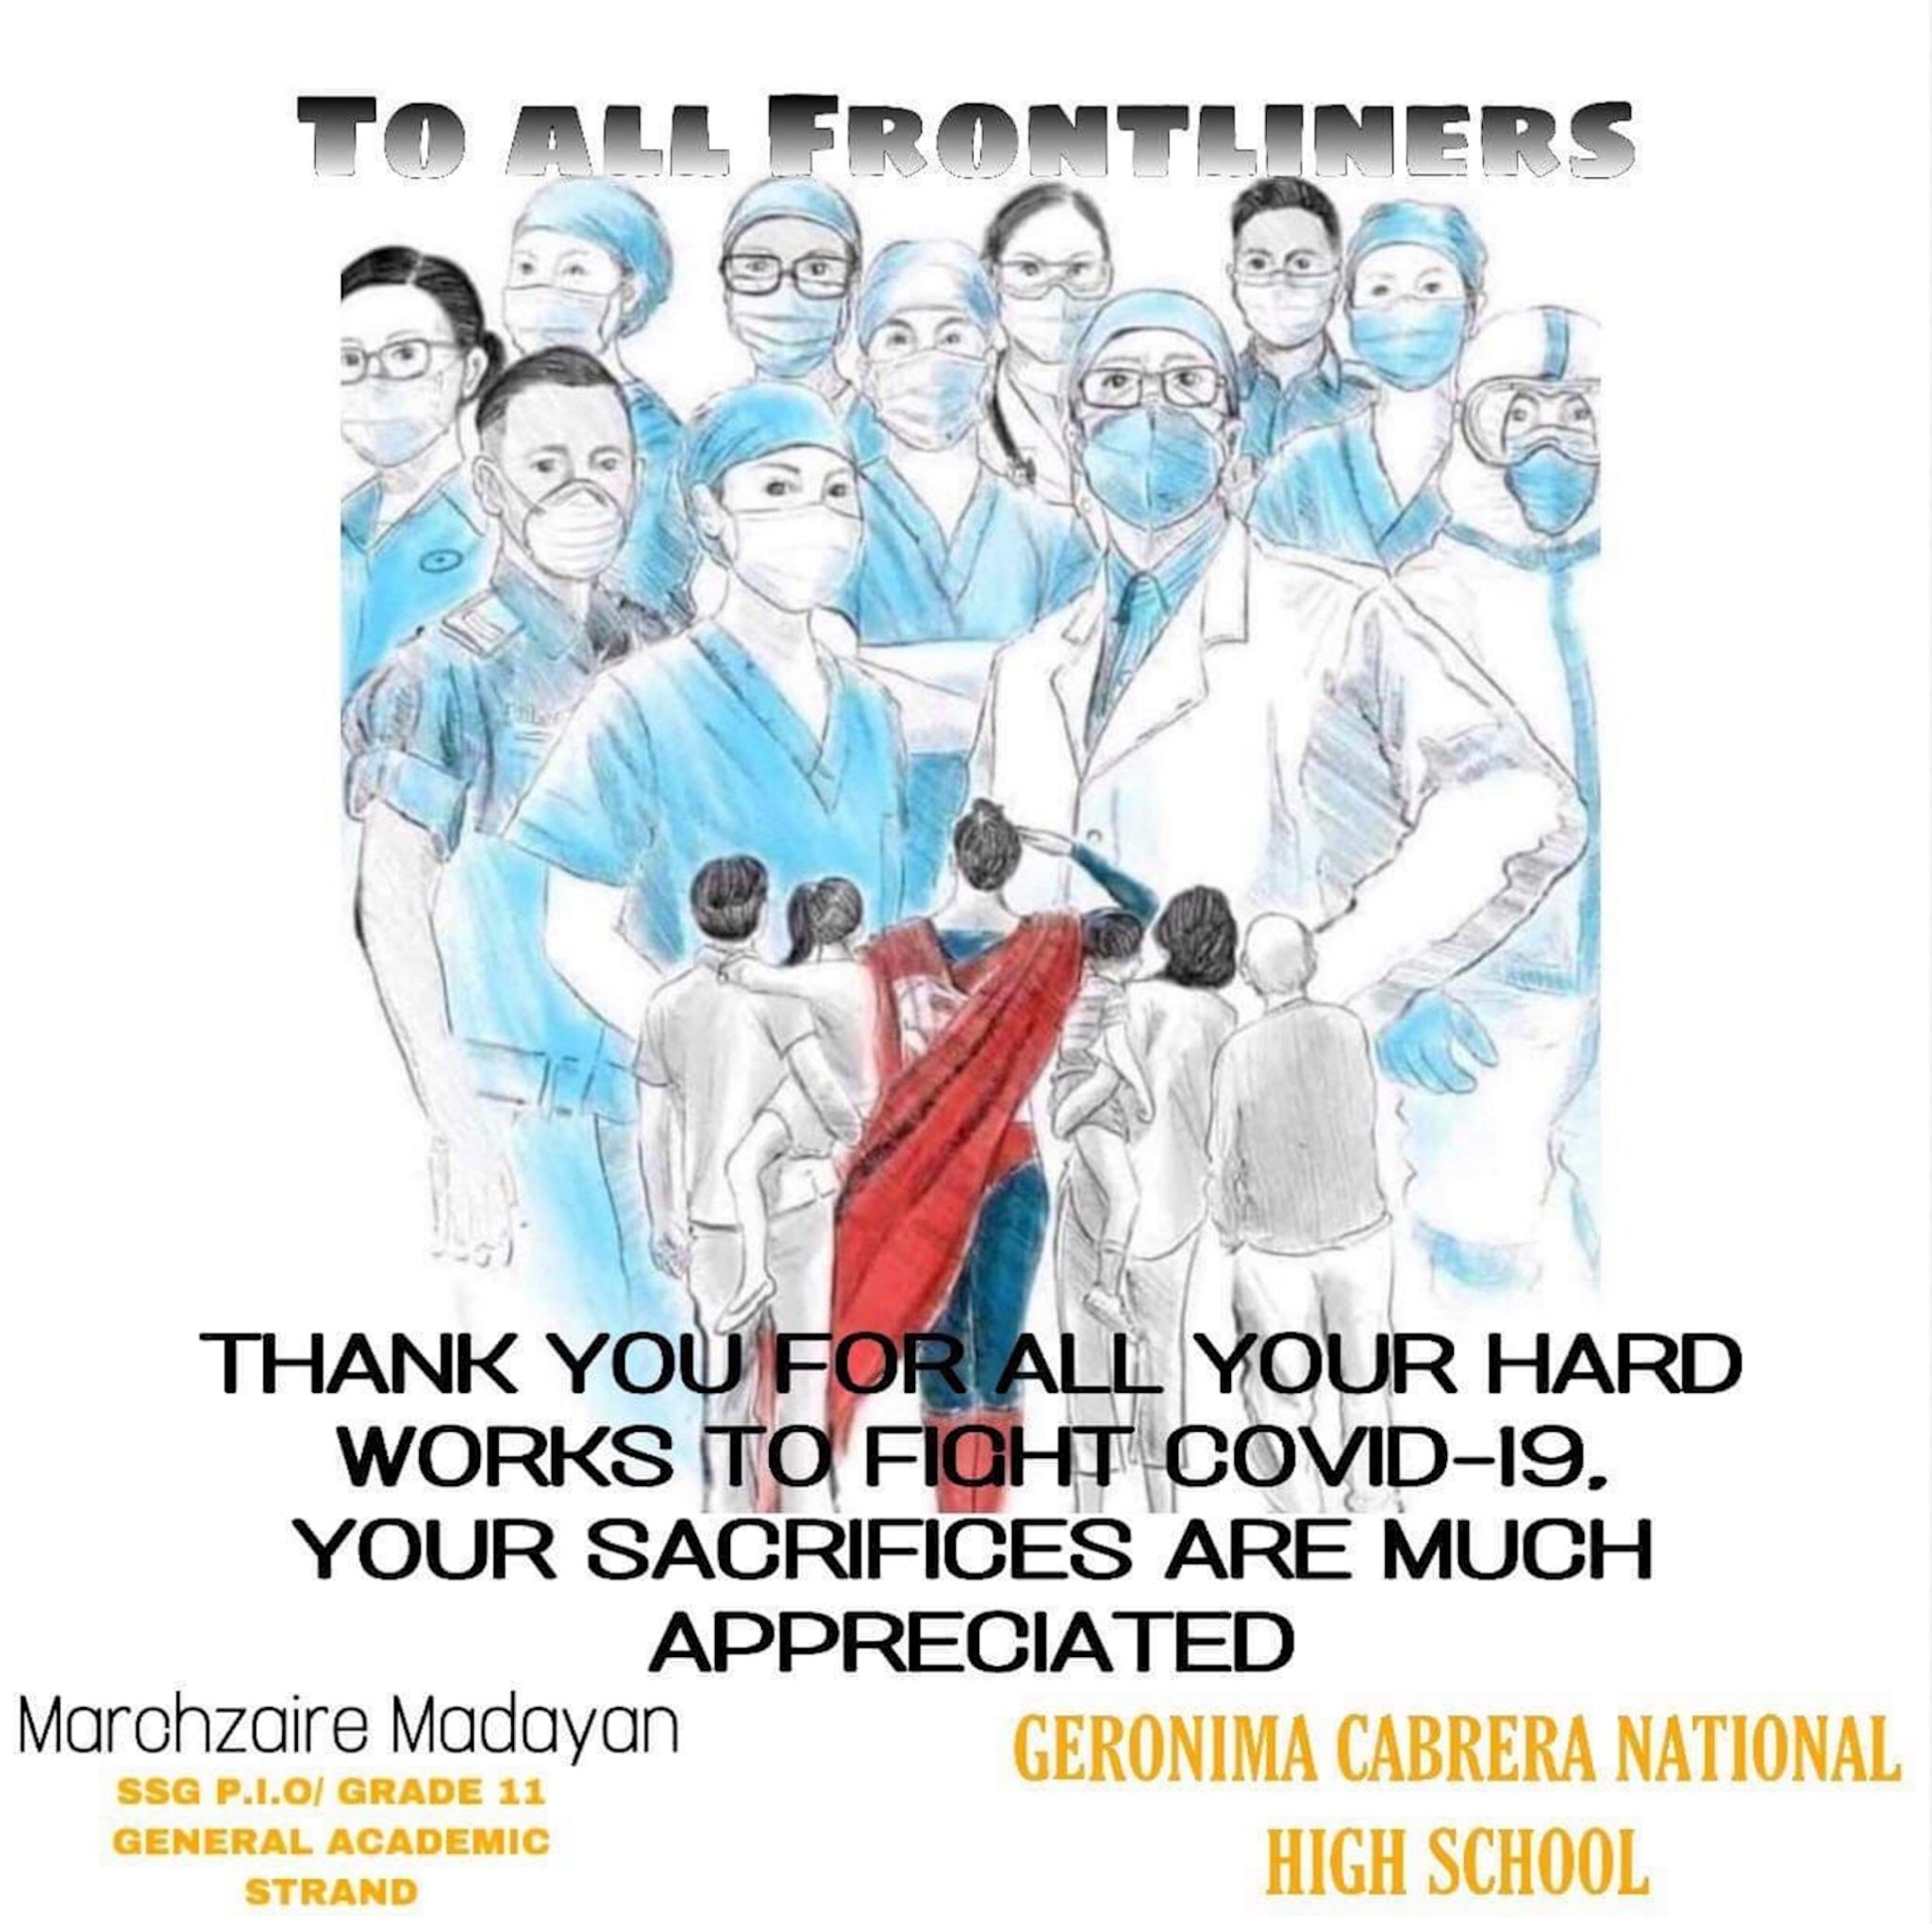 TO ALL FRONTLINERS
THANK YOU FOR ALL YOUR HARD
WORKS TO FIGHT COVID-19.
YOUR SACRIFICES ARE MUCH
APPRECIATED
Marchzaire Madayan
SSG P.I.O/ GRADE 11
GENERAL ACADEMIC
STRAND
GERONIMA CABRERA NATIONAL
HIGH SCHOOL